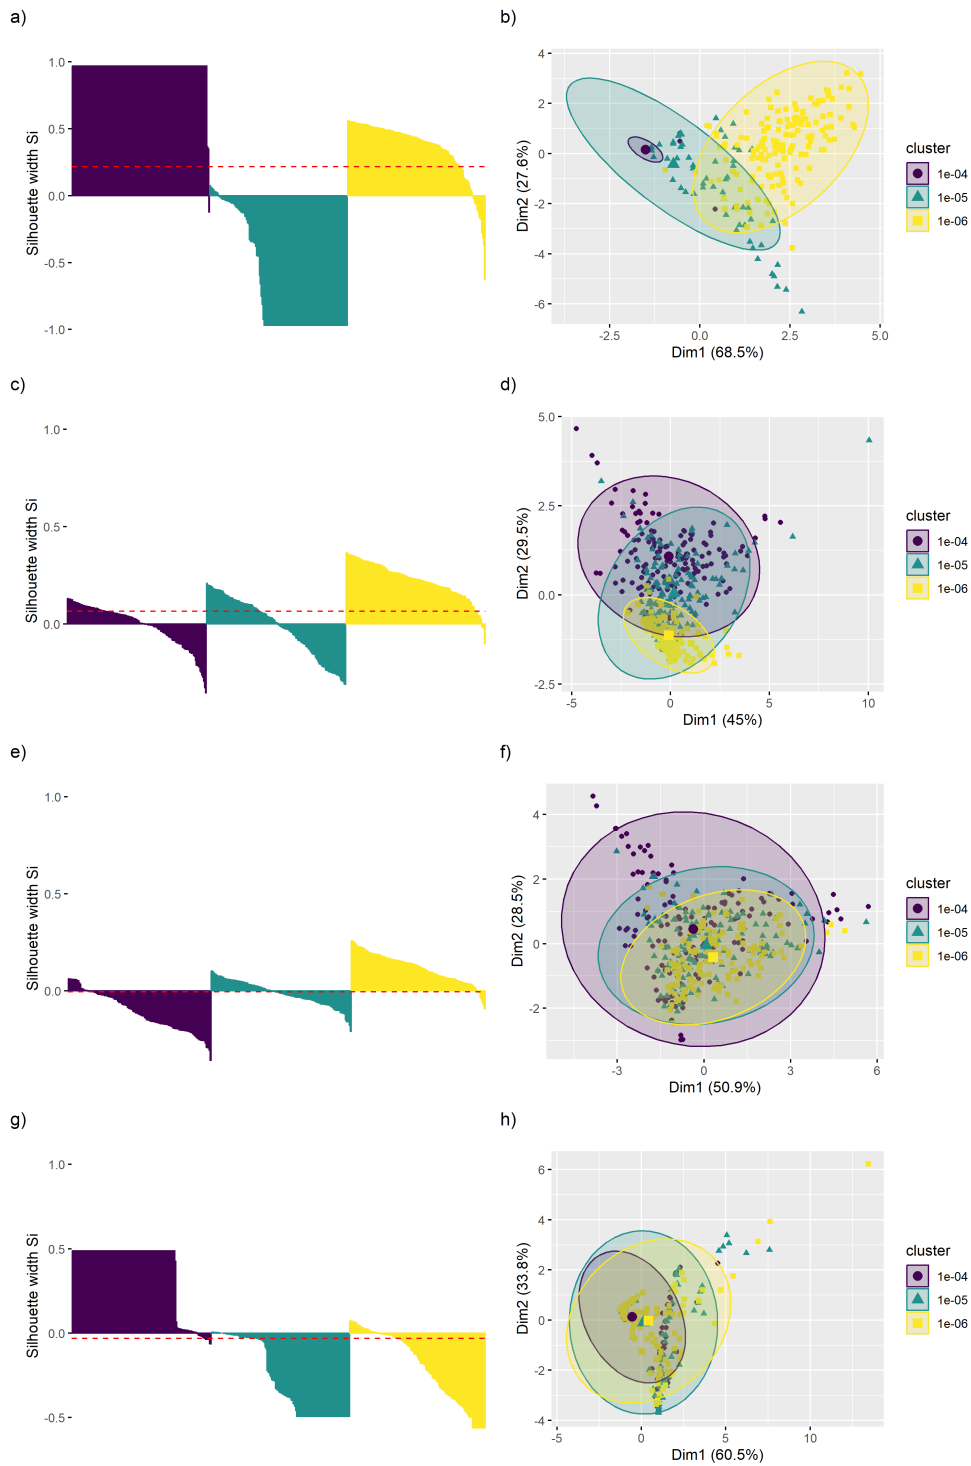 a)
1.0
0.5
0.0
-0.5
-1.0
Silhouette width Si
b)
4
2
0
-2
-4
-6
Dim2 (27.6%)
-2.5
0.0
2.5
5.0
Dim1 (68.5%)
cluster
1e-04
1e-05
1e-06
c)
1.0
0.5
0.0
Silhouette width Si
d)
5.0
2.5
0.0
-2.5
Dim2 (29.5%)
-5
0
5
10
Dim1 (45%)
cluster
1e-04
1e-05
1e-06
e)
1.0
0.5
0.0
Silhouette width Si
f)
4
2
0
-2
Dim2 (28.5%)
-3
0
3
6
Dim1 (50.9%)
cluster
1e-04
1e-05
1e-06
g)
1.0
0.5
0.0
-0.5
Silhouette width Si
h)
6
4
2
0
-2
-4
Dim2 (33.8%)
-5
0
5
10
Dim1 (60.5%)
cluster
1e-04
1e-05
1e-06